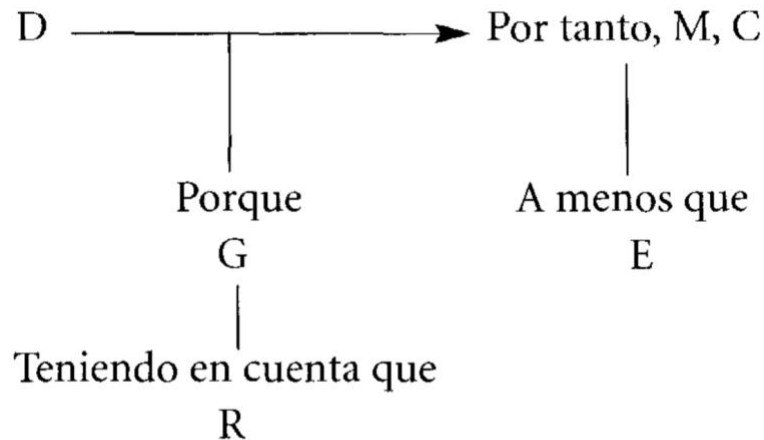 D Por tanto, M, C
Porque A menos que
G E
Teniendo en cuenta que
R